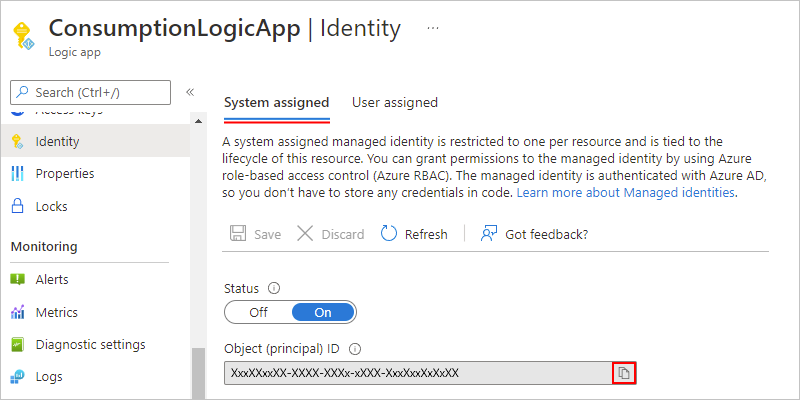 ConsumptionLogicApp | Identity ...
Logic app
Search (Ctrl+/)
«
Access keys
Identity
Properties
Locks
Monitoring
Alerts
Metrics
Diagnostic settings
Logs
System assigned User assigned
A system assigned managed identity is restricted to one per resource and is tied to the
lifecycle of this resource. You can grant permissions to the managed identity by using Azure
role-based access control (Azure RBAC). The managed identity is authenticated with Azure AD,
so you don't have to store any credentials in code. Learn more about Managed identities.
Save Discard Refresh Got feedback?
Status
Off On
Object (principal) ID
XxxXXxxXX-XXXX-XXXx-xXXX-XxxXxxXxXxXX